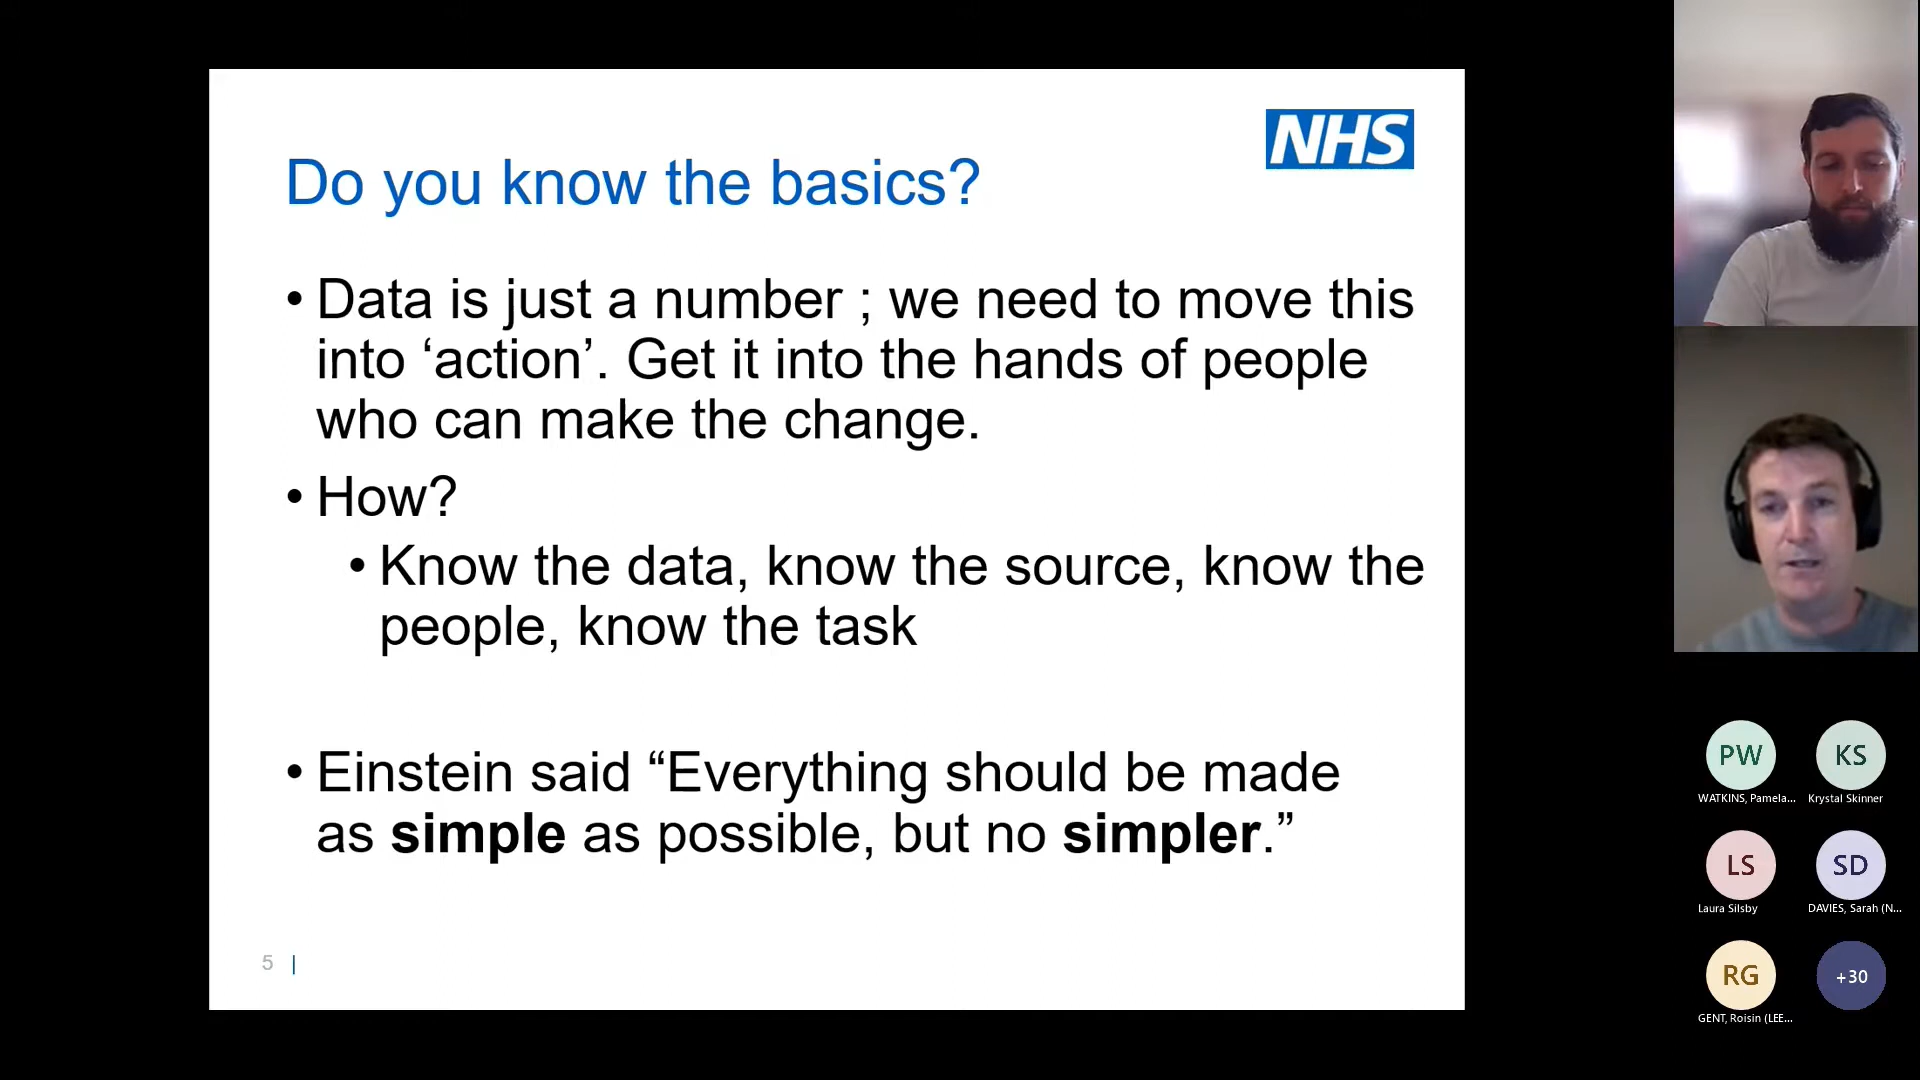 NHS
Do you know the basics?
• Data is just a number ; we need to move this
into ‘action’. Get it into the hands of people
who can make the change.
• How?
• Know the data, know the source, know the
people, know the task
• Einstein said “Everything should be made
as simple as possible, but no simpler.”
5 |
PW
WATKINS, Pamela...
KS
Krystal Skinner
LS
Laura Silsby
SD
DAVIES, Sarah (N...
RG
GENT, Roisin (LEE...
+30